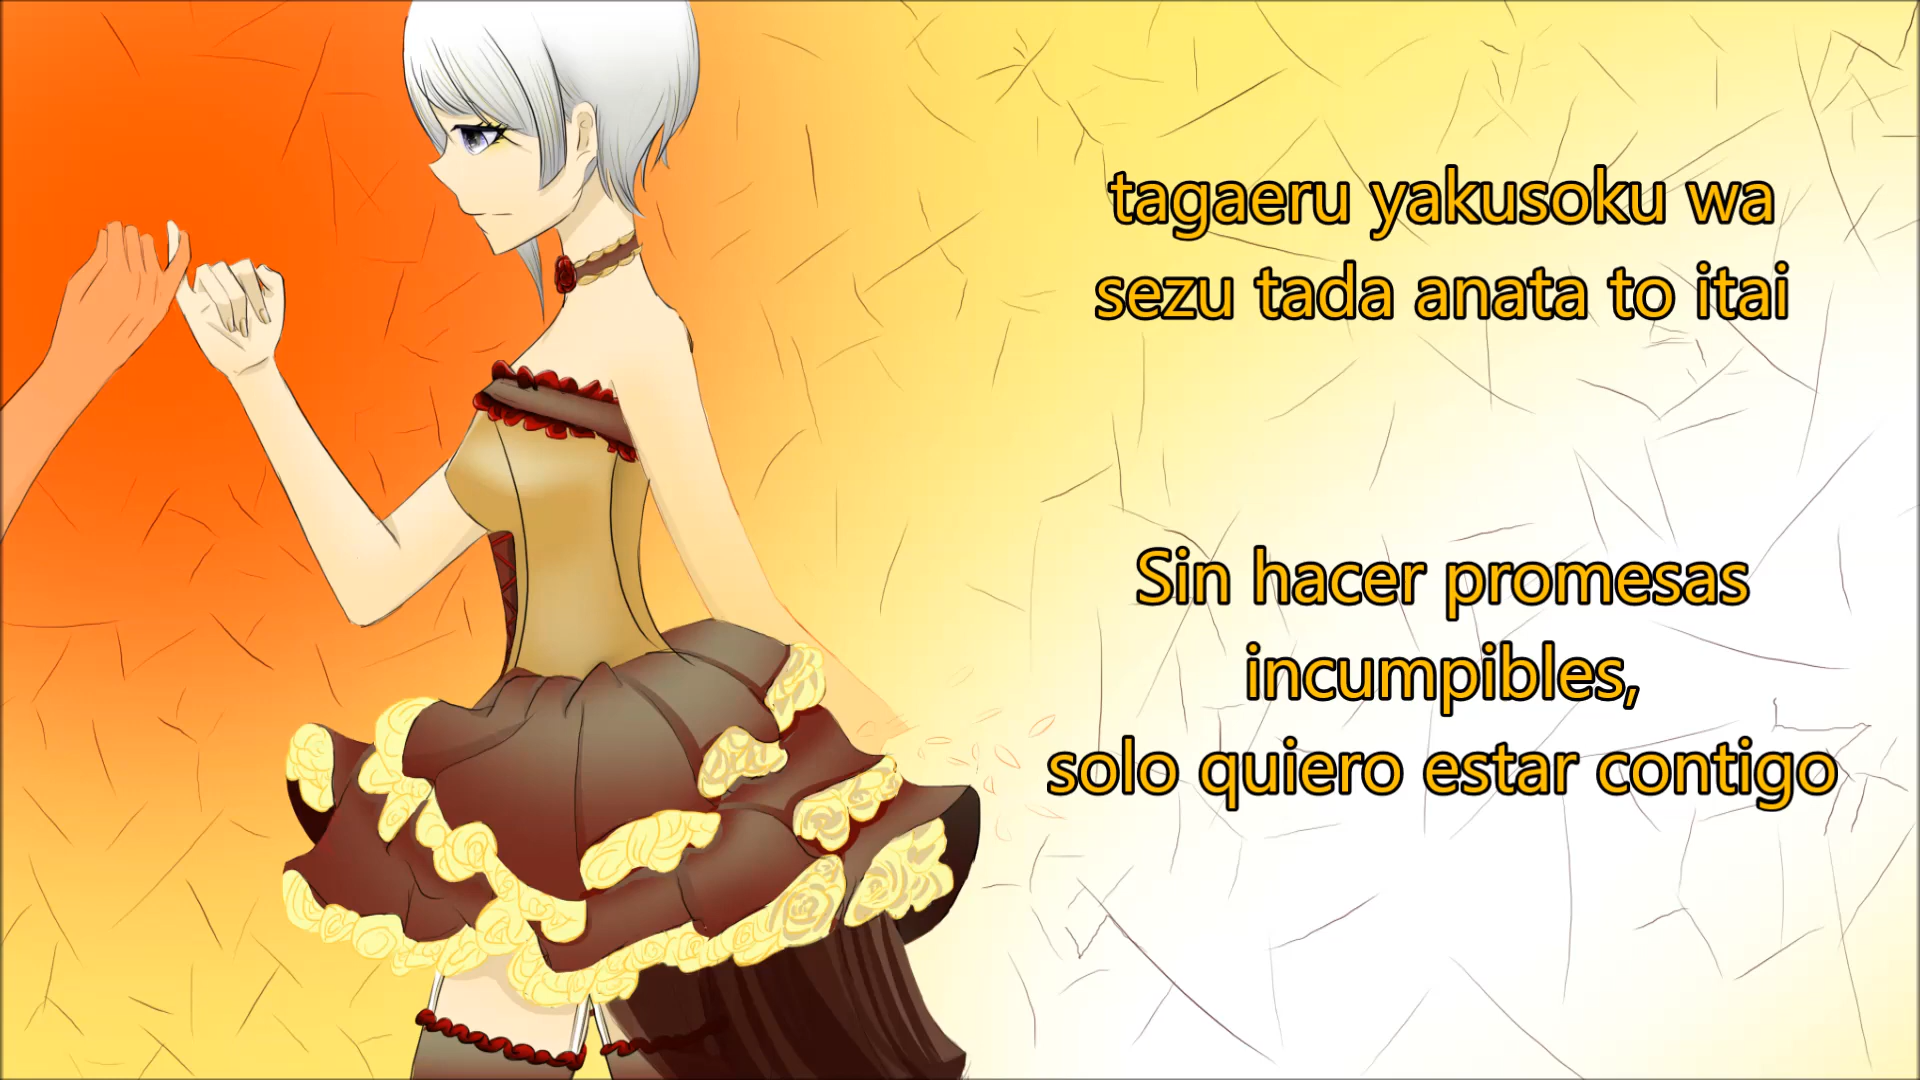 tagaeru yakusoku wa
sezu tada anata to itai
Sin hacer promesas
incumpibles,
solo quiero estar contigo